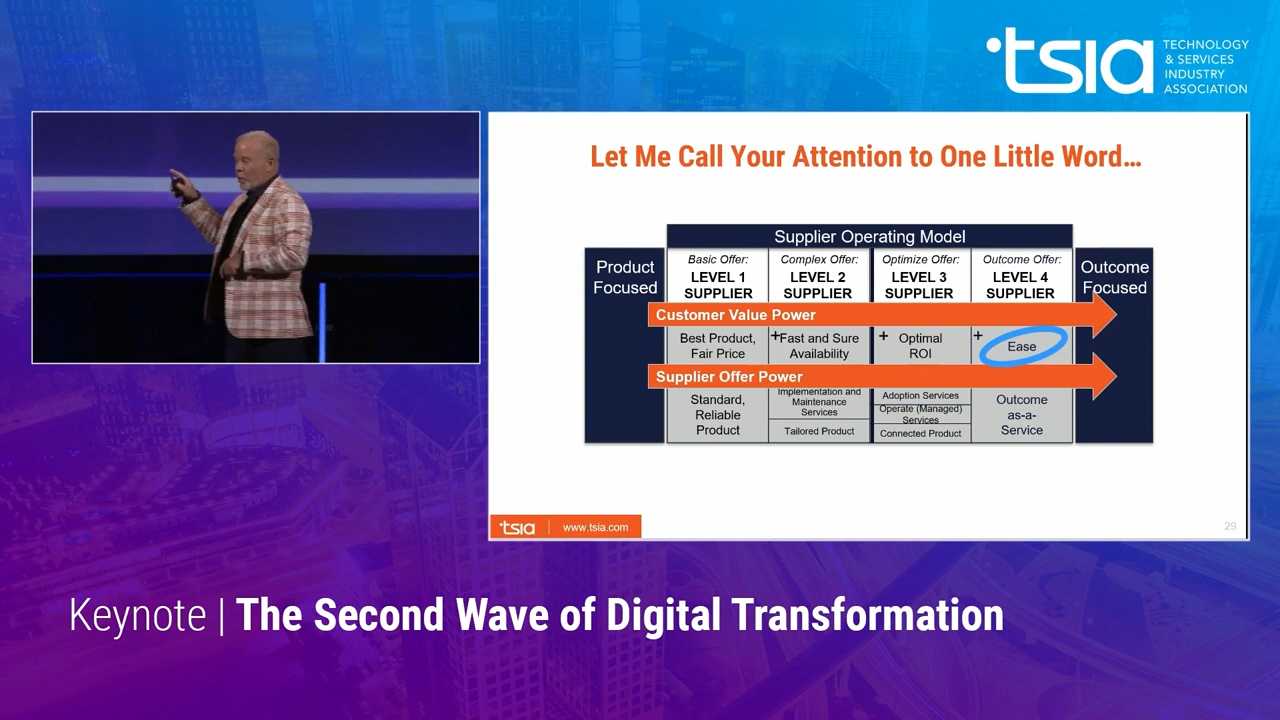 tsia
TECHNOLOGY
& SERVICES
INDUSTRY
ASSOCIATION
Let Me Call Your Attention to One Little Word…
Supplier Operating Model
Product
Focused
Basic Offer:
LEVEL 1
SUPPLIER
Complex Offer:
LEVEL 2
SUPPLIER
Optimize Offer:
LEVEL 3
SUPPLIER
Outcome Offer:
LEVEL 4
SUPPLIER
Outcome
Focused
Customer Value Power
Best Product,
Fair Price
+
Fast and Sure
Availability
+
Optimal
ROI
+
Ease
Supplier Offer Power
Standard,
Reliable
Product
Implementation and
Maintenance
Services
Tailored Product
Adoption Services
Operate (Managed)
Services
Connected Product
Outcome
as-a-
Service
tsia | www.tsia.com
29
Keynote | The Second Wave of Digital Transformation